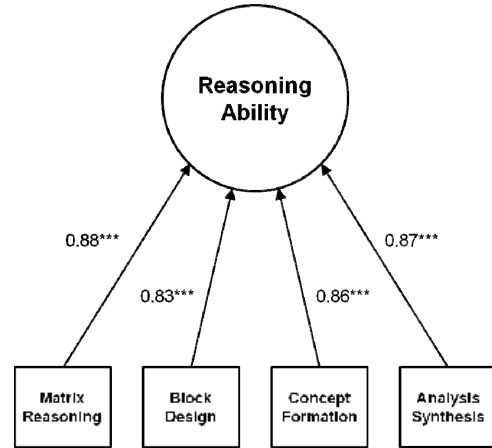 Reasoning
Ability
0.88***
0.87***
0.83***
0.86***
Matrix
Reasoning
Block
Design
Concept
Formation
Analysis
Synthesis